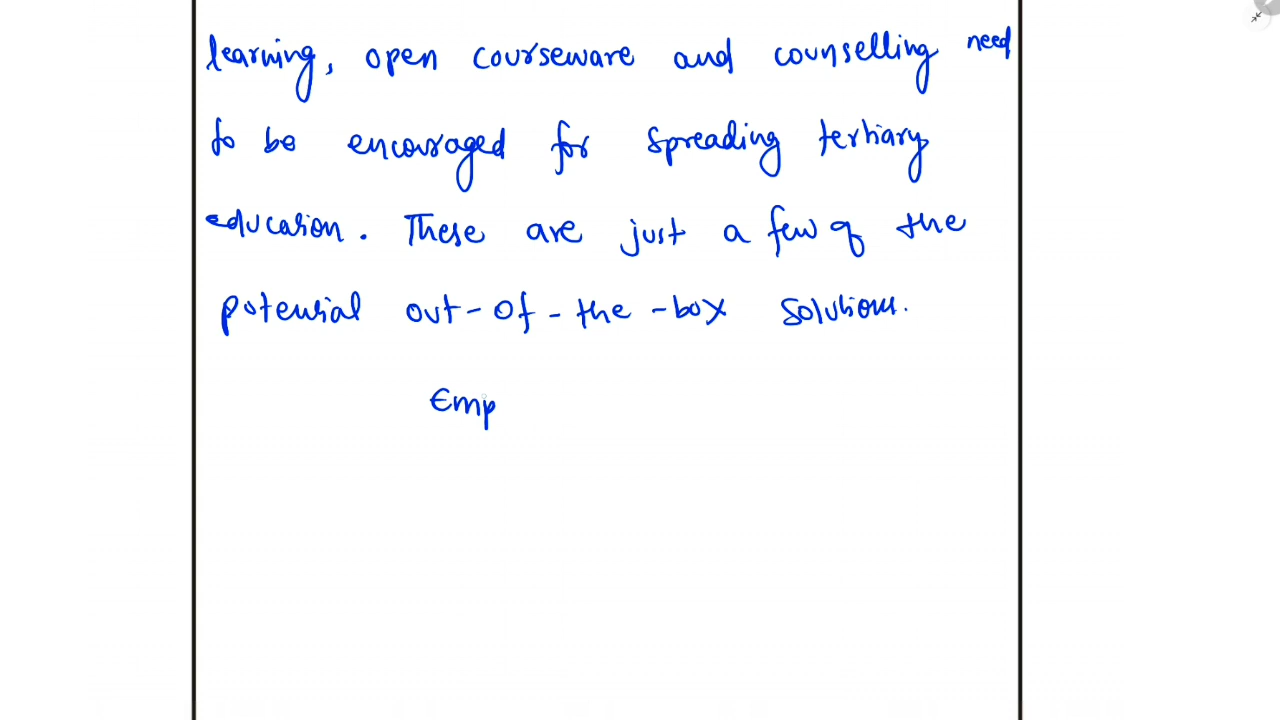 learning, open courseware and counselling need
to be encouraged for spreading tertiary
education. These are just a few of the
potential out-of-the-box solutions.
Emp